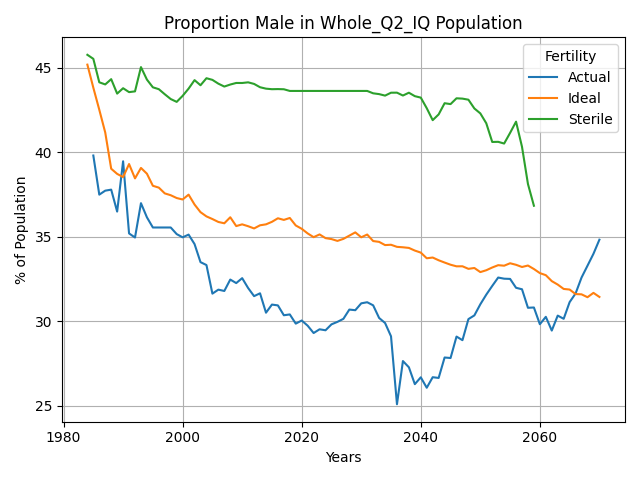 Proportion Male in Whole_Q2_IQ Population
Fertility
Actual
Ideal
Sterile
% of Population
45
40
35
30
25
1980
2000
2020
2040
2060
Years